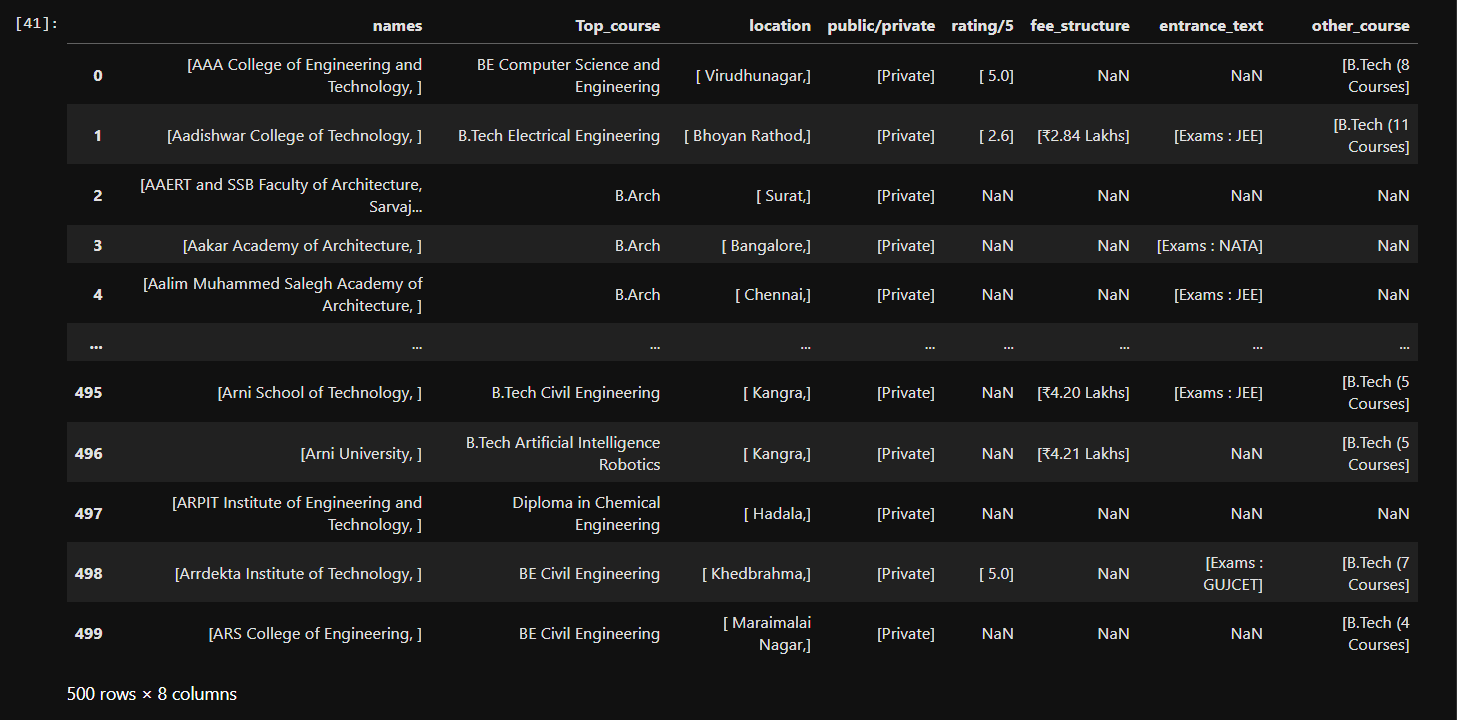 [41]:
names Top_course location public/private rating/5 fee_structure entrance_text other_course
0 [AAA College of Engineering and Technology, ] BE Computer Science and Engineering [ Virudhunagar,] [Private] [ 5.0] NaN NaN [B.Tech (8 Courses]
1 [Aadishwar College of Technology, ] B.Tech Electrical Engineering [ Bhoyan Rathod,] [Private] [ 2.6] [₹2.84 Lakhs] [Exams : JEE] [B.Tech (11 Courses]
2 [AAERT and SSB Faculty of Architecture, Sarvaj... B.Arch [ Surat,] [Private] NaN NaN NaN NaN
3 [Aakar Academy of Architecture, ] B.Arch [ Bangalore,] [Private] NaN NaN [Exams : NATA] NaN
4 [Aalim Muhammed Salegh Academy of Architecture, ] B.Arch [ Chennai,] [Private] NaN NaN [Exams : JEE] NaN
... ... ... ... ... ... ... ... ...
495 [Arni School of Technology, ] B.Tech Civil Engineering [ Kangra,] [Private] NaN [₹4.20 Lakhs] [Exams : JEE] [B.Tech (5 Courses]
496 [Arni University, ] B.Tech Artificial Intelligence Robotics [ Kangra,] [Private] NaN [₹4.21 Lakhs] NaN [B.Tech (5 Courses]
497 [ARPIT Institute of Engineering and Technology, ] Diploma in Chemical Engineering [ Hadala,] [Private] NaN NaN NaN NaN
498 [Arrdekta Institute of Technology, ] BE Civil Engineering [ Khedbrahma,] [Private] [ 5.0] NaN [Exams : GUJCET] [B.Tech (7 Courses]
499 [ARS College of Engineering, ] BE Civil Engineering [ Maraimalai Nagar,] [Private] NaN NaN NaN [B.Tech (4 Courses]
500 rows × 8 columns